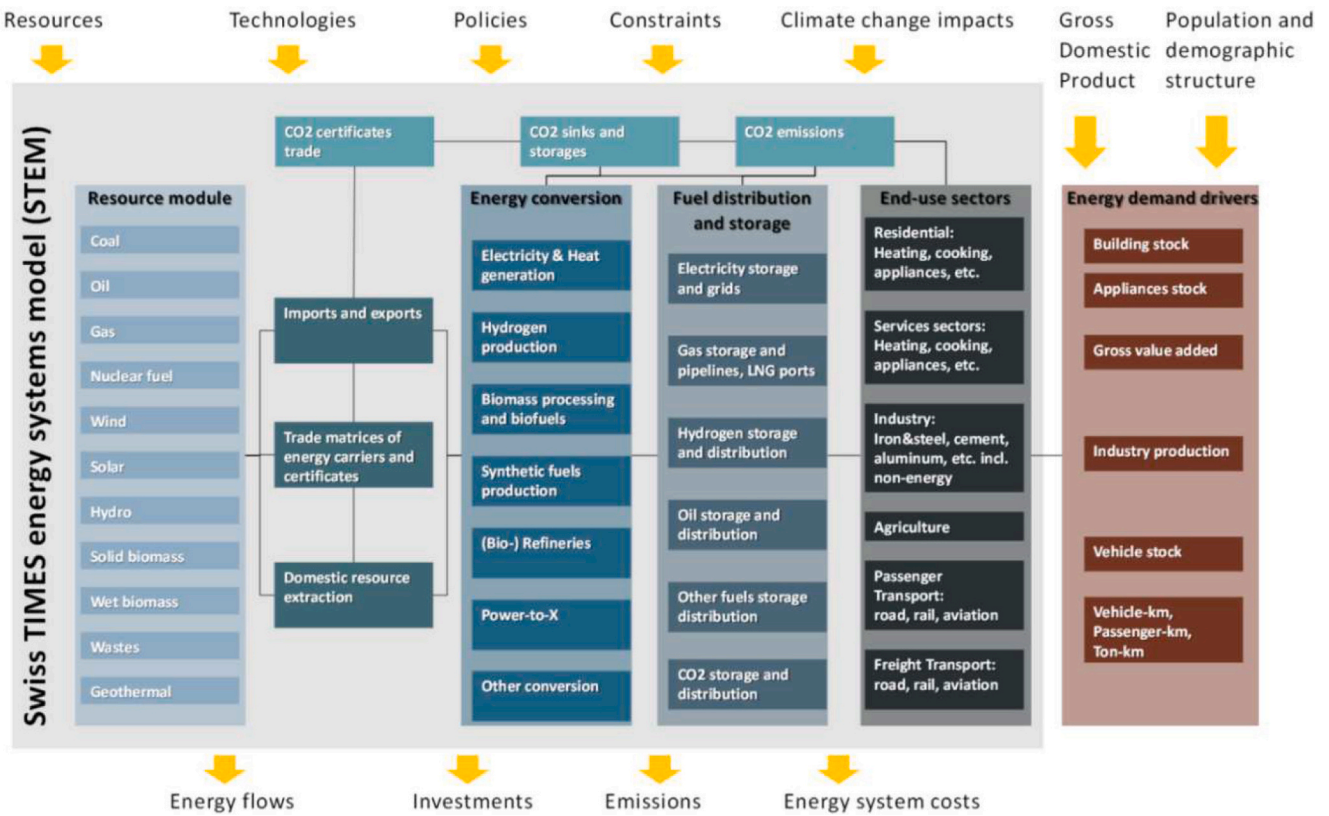 Resources
Technologies
Policies
Constraints
Climate change impacts
Gross
Domestic
Product
Population and
demographic
structure
Swiss TIMES energy systems model (STEM)
CO2 certificates
trade
CO2 sinks and
storages
CO2 emissions
Resource module
Coal
Oil
Gas
Nuclear fuel
Wind
Solar
Hydro
Solid biomass
Wet biomass
Wastes
Geothermal
Imports and exports
Trade matrices of
energy carriers and
certificates
Domestic resource
extraction
Energy conversion
Electricity & Heat
generation
Hydrogen
production
Biomass processing
and biofuels
Synthetic fuels
production
(Bio-) Refineries
Power-to-X
Other conversion
Fuel distribution
and storage
Electricity storage
and grids
Gas storage and
pipelines, LNG ports
Hydrogen storage
and distribution
Oil storage and
distribution
Other fuels storage
distribution
CO2 storage and
distribution
End-use sectors
Residential:
Heating, cooking,
appliances, etc.
Services sectors:
Heating, cooking,
appliances, etc.
Industry:
Iron&steel, cement,
aluminum, etc. incl.
non-energy
Agriculture
Passenger
Transport:
road, rail, aviation
Freight Transport:
road, rail, aviation
Energy demand drivers
Building stock
Appliances stock
Gross value added
Industry production
Vehicle stock
Vehicle-km,
Passenger-km,
Ton-km
Energy flows
Investments
Emissions
Energy system costs